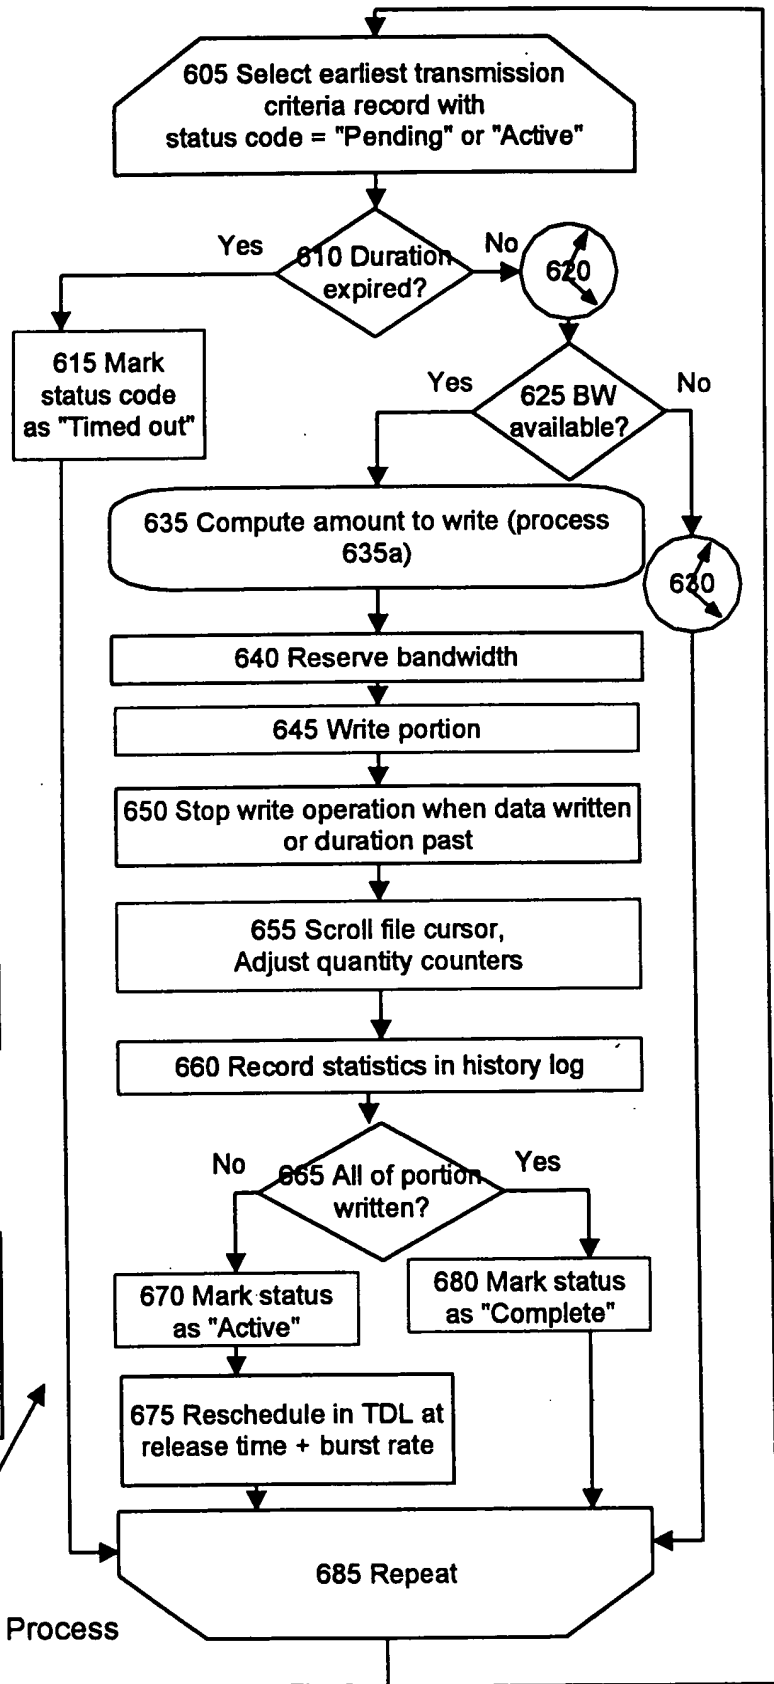 605 Select earliest transmission
criteria record with
status code = "Pending" or "Active"
Yes
610 Duration
expired?
No
620
615 Mark
status code
as "Timed out"
Yes
625 BW
available?
No
635 Compute amount to write (process
635a)
630
640 Reserve bandwidth
645 Write portion
650 Stop write operation when data written
or duration past
655 Scroll file cursor,
Adjust quantity counters
660 Record statistics in history log
No
665 All of portion
written?
Yes
670 Mark status
as "Active"
680 Mark status
as "Complete"
675 Reschedule in TDL at
release time + burst rate
685 Repeat
Process